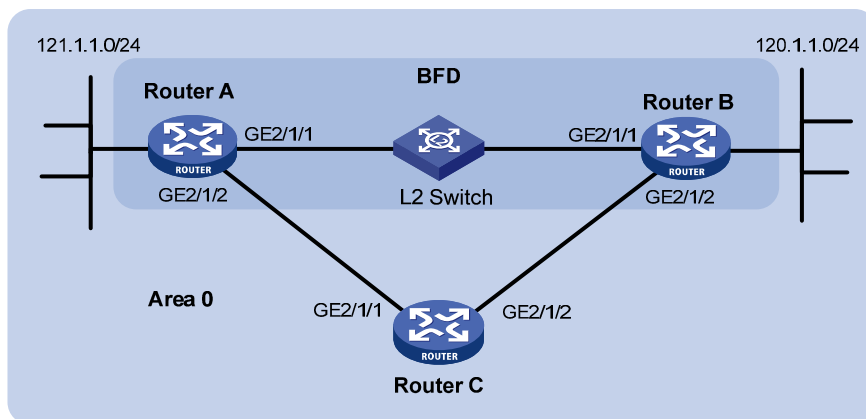 121.1.1.0/24
120.1.1.0/24
BFD
Router A
Router B
GE2/1/1
GE2/1/1
ROUTER
ROUTER
GE2/1/2
L2 Switch
GE2/1/2
Area 0
GE2/1/1
GE2/1/2
ROUTER
Router C